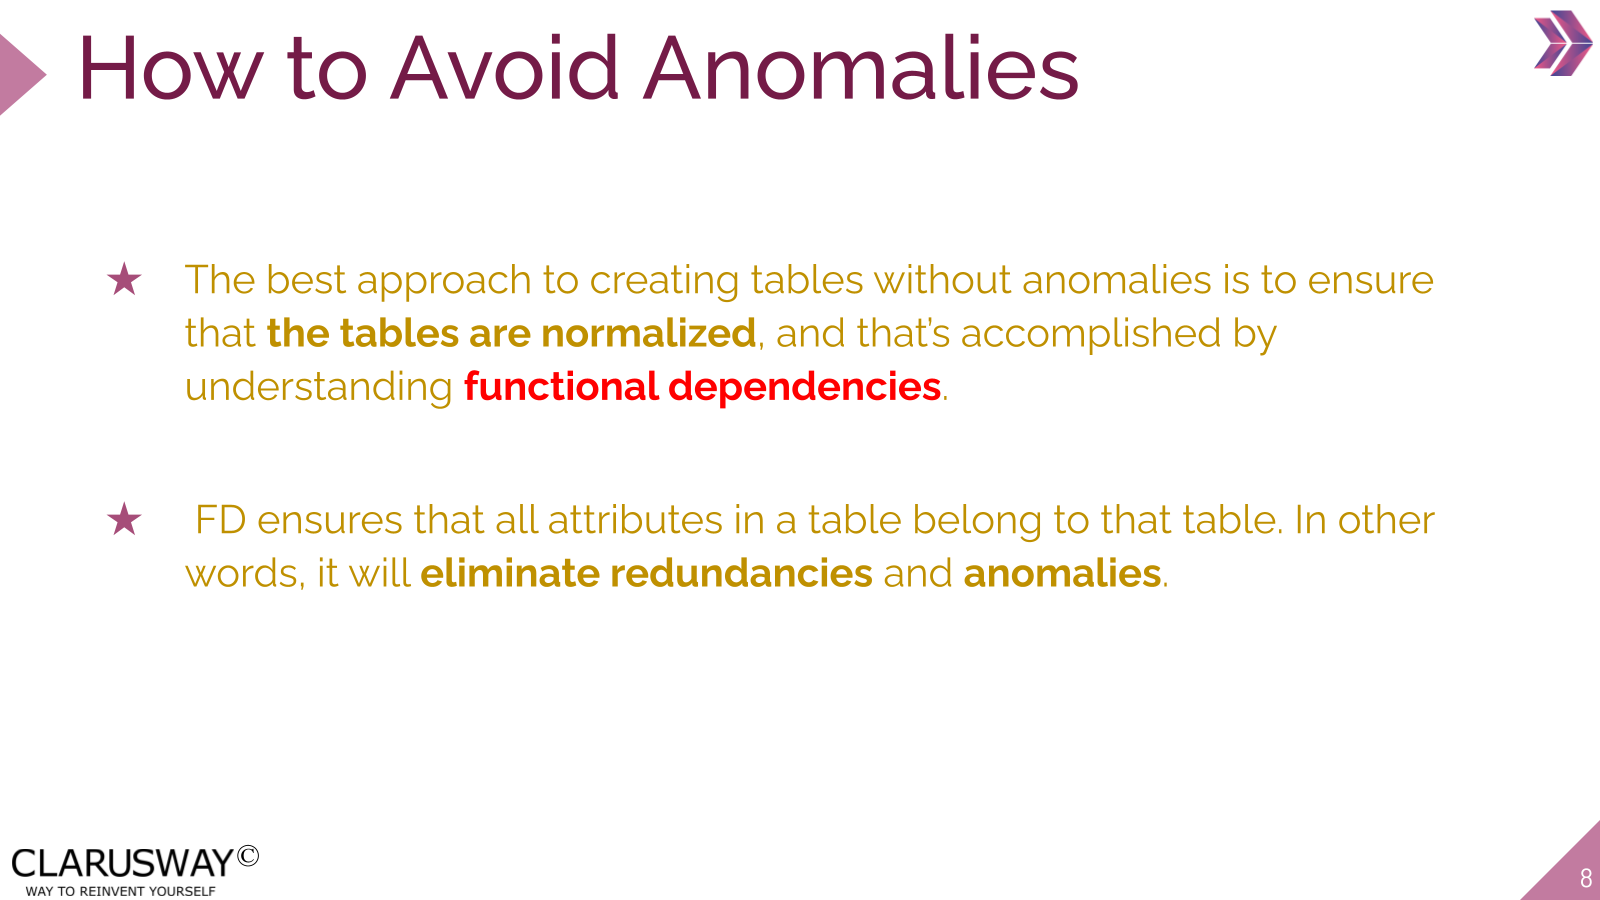 How to Avoid Anomalies
★ The best approach to creating tables without anomalies is to ensure
that the tables are normalized, and that’s accomplished by
understanding functional dependencies.
★ FD ensures that all attributes in a table belong to that table. In other
words, it will eliminate redundancies and anomalies.
CLARUSWAY©
WAY TO REINVENT YOURSELF
8